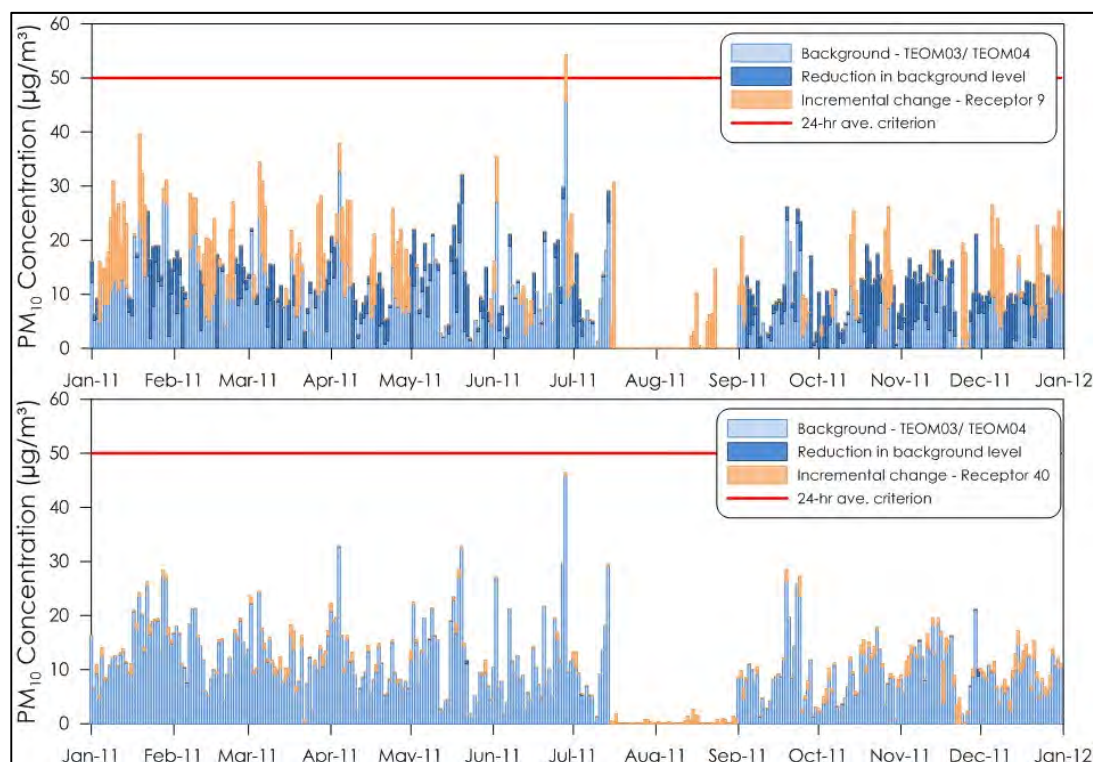 60
50
40
30
20
10
0
PM₁₀ Concentration (µg/m³)
Background - TEOM03/ TEOM04
Reduction in background level
Incremental change - Receptor 9
24-hr ave. criterion
Jan-11 Feb-11 Mar-11 Apr-11 May-11 Jun-11 Jul-11 Aug-11 Sep-11 Oct-11 Nov-11 Dec-11 Jan-12
60
50
40
30
20
10
0
PM₁₀ Concentration (µg/m³)
Background - TEOM03/ TEOM04
Reduction in background level
Incremental change - Receptor 40
24-hr ave. criterion
Jan-11 Feb-11 Mar-11 Apr-11 May-11 Jun-11 Jul-11 Aug-11 Sep-11 Oct-11 Nov-11 Dec-11 Jan-12